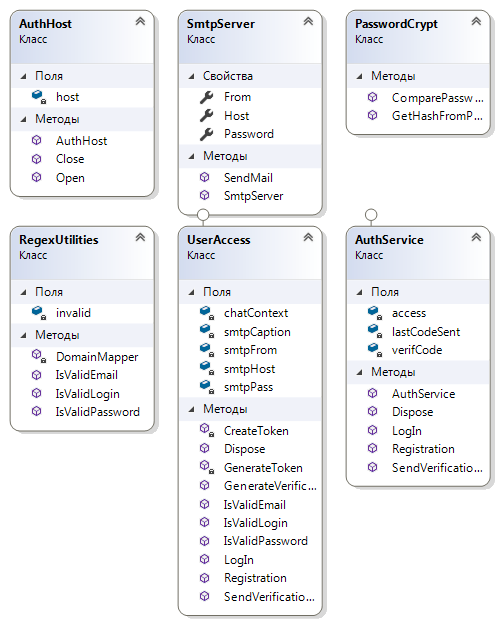 AuthHost
Класс
Поля
host
Методы
AuthHost
Close
Open
SmtpServer
Класс
Свойства
From
Host
Password
Методы
SendMail
SmtpServer
PasswordCrypt
Класс
Методы
ComparePassw...
GetHashFromP...
RegexUtilities
Класс
Поля
invalid
Методы
DomainMapper
IsValidEmail
IsValidLogin
IsValidPassword
UserAccess
Класс
Поля
chatContext
smtpCaption
smtpFrom
smtpHost
smtpPass
Методы
CreateToken
Dispose
GenerateToken
GenerateVerific...
IsValidEmail
IsValidLogin
IsValidPassword
LogIn
Registration
SendVerificatio...
AuthService
Класс
Поля
access
lastCodeSent
verifCode
Методы
AuthService
Dispose
LogIn
Registration
SendVerificatio...